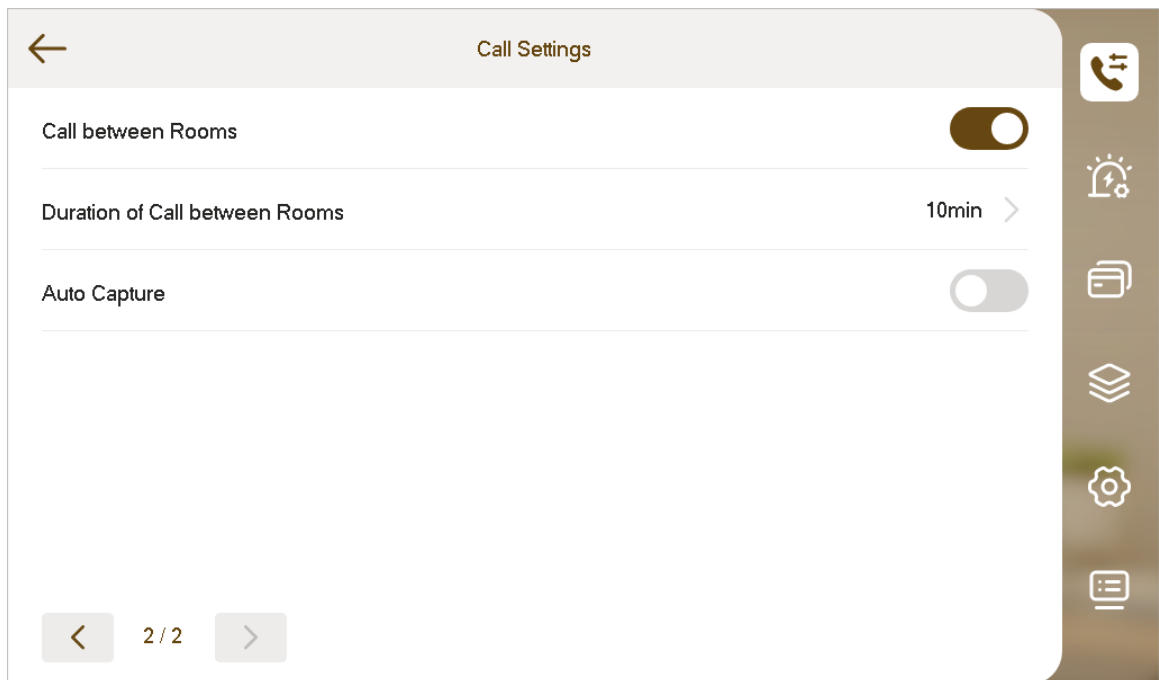 Call Settings
Call between Rooms
Duration of Call between Rooms 10min
Auto Capture
2 / 2